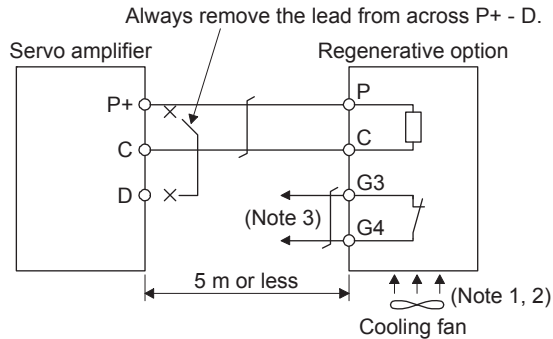 Always remove the lead from across P+ - D.
Servo amplifier
Regenerative option
P+
P
C
C
D
G3
(Note 3)
G4
5 m or less
(Note 1, 2)
Cooling fan